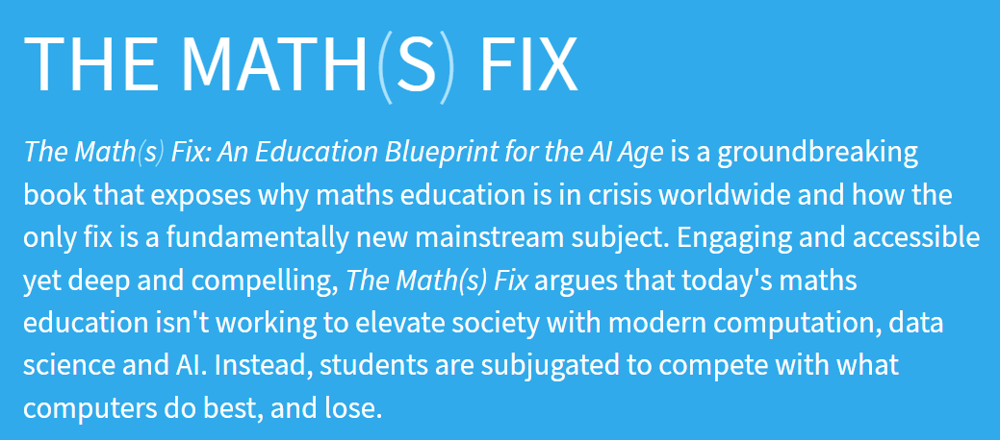 THE MATH(S) FIX
The Math(s) Fix: An Education Blueprint for the AI Age is a groundbreaking
book that exposes why maths education is in crisis worldwide and how the
only fix is a fundamentally new mainstream subject. Engaging and accessible
yet deep and compelling, The Math(s) Fix argues that today's maths
education isn't working to elevate society with modern computation, data
science and AI. Instead, students are subjugated to compete with what
computers do best, and lose.